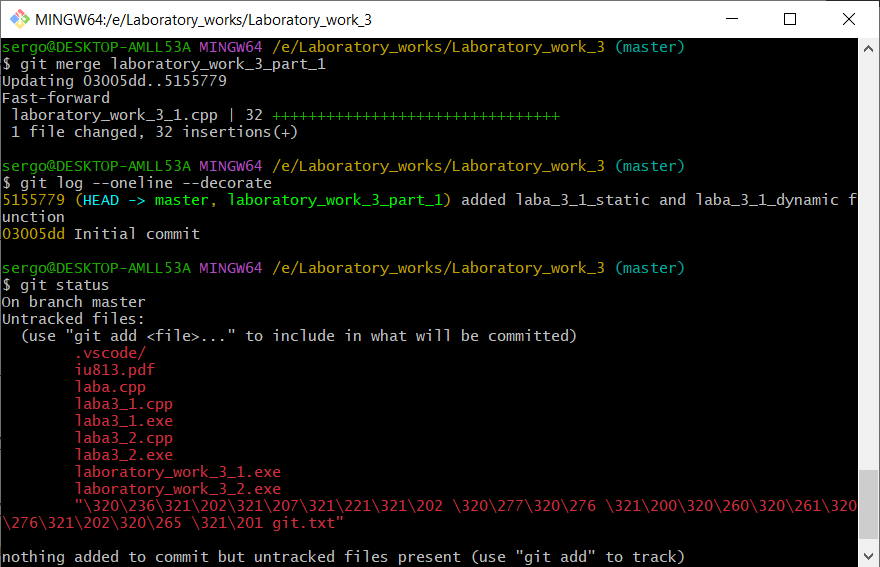 MINGW64:/e/Laboratory_works/Laboratory_work_3
sergo@DESKTOP-AMLL53A MINGW64 /e/Laboratory_works/Laboratory_work_3 (master)
$ git merge laboratory_work_3_part_1
Updating 03005dd..5155779
Fast-forward
 laboratory_work_3_1.cpp | 32 ++++++++++++++++++++++++++++++++
 1 file changed, 32 insertions(+)
sergo@DESKTOP-AMLL53A MINGW64 /e/Laboratory_works/Laboratory_work_3 (master)
$ git log --oneline --decorate
5155779 (HEAD -> master, laboratory_work_3_part_1) added laba_3_1_static and laba_3_1_dynamic f
unction
03005dd Initial commit
sergo@DESKTOP-AMLL53A MINGW64 /e/Laboratory_works/Laboratory_work_3 (master)
$ git status
On branch master
Untracked files:
  (use "git add <file>..." to include in what will be committed)
        .vscode/
        iu813.pdf
        laba.cpp
        laba3_1.cpp
        laba3_1.exe
        laba3_2.cpp
        laba3_2.exe
        laboratory_work_3_1.exe
        laboratory_work_3_2.exe
        "\320\236\321\202\321\207\321\221\321\202 \320\277\320\276 \321\200\320\260\320\261\320
\276\321\202\320\265 \321\201 git.txt"
nothing added to commit but untracked files present (use "git add" to track)